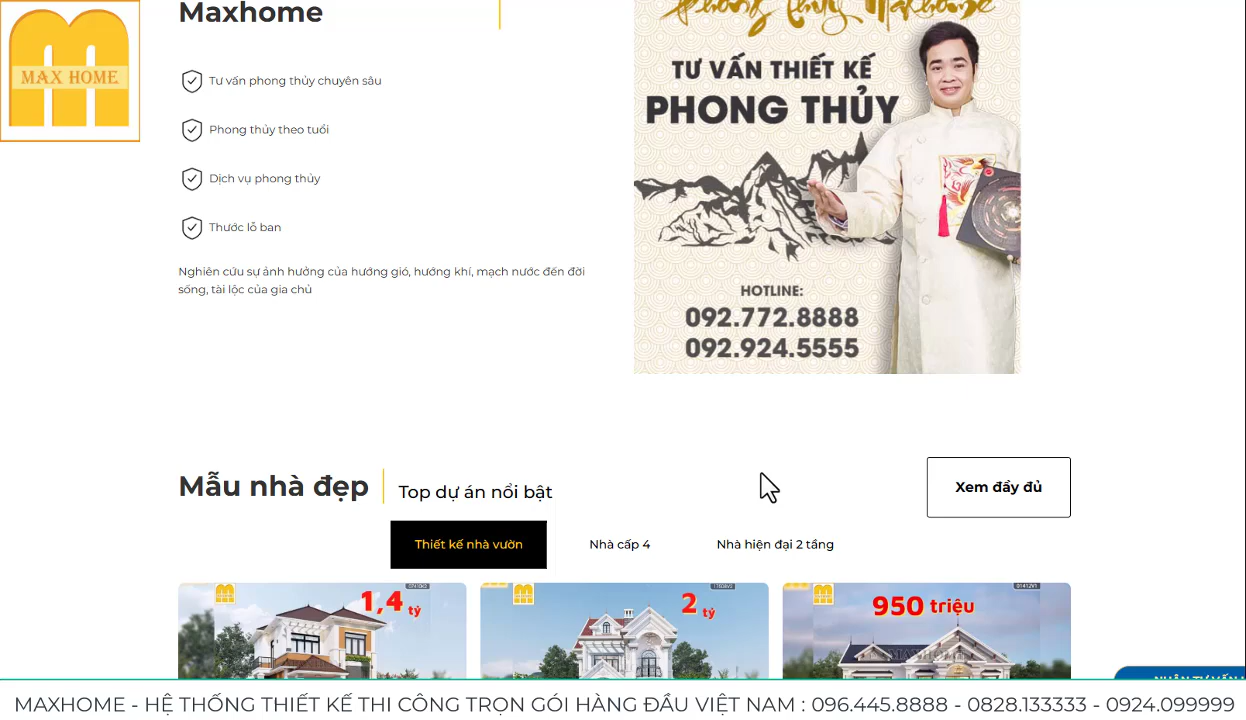 MAX HOME
Maxhome
Tư vấn phong thủy chuyên sâu
Phong thủy theo tuổi
Dịch vụ phong thủy
Thước lỗ ban
Nghiên cứu sự ảnh hưởng của hướng gió, hướng khí, mạch nước đến đời
sống, tài lộc của gia chủ
Phong thủy Maxhome
TƯ VẤN THIẾT KẾ
PHONG THỦY
HOTLINE:
092.772.8888
092.924.5555
Mẫu nhà đẹp
Top dự án nổi bật
Xem đầy đủ
Thiết kế nhà vườn
Nhà cấp 4
Nhà hiện đại 2 tầng
1,4 tỷ
2 tỷ
950 triệu
MAXHOME - HỆ THỐNG THIẾT KẾ THI CÔNG TRỌN GÓI HÀNG ĐẦU VIỆT NAM : 096.445.8888 - 0828.133333 - 0924.099999